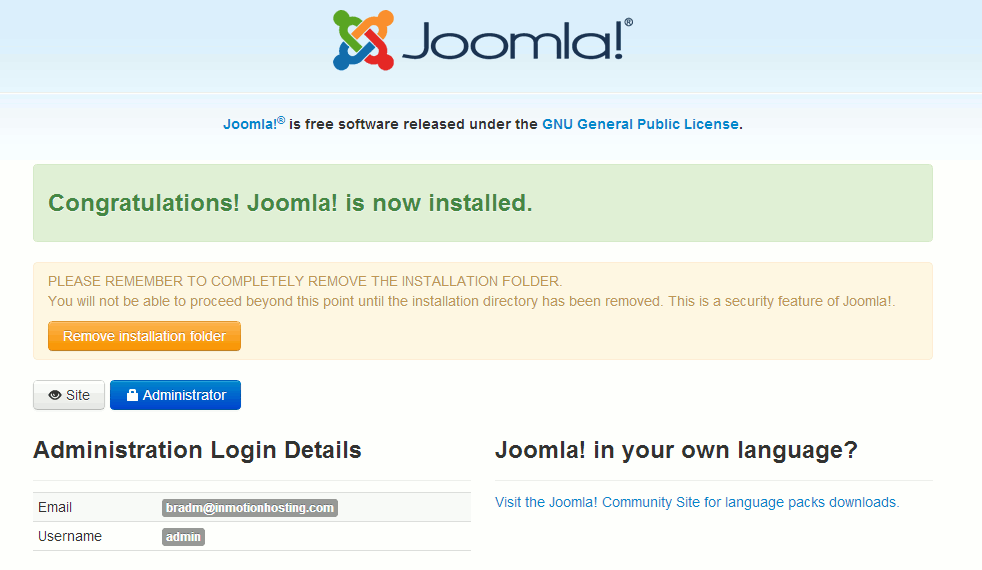 Joomla!®
Joomla!® is free software released under the GNU General Public License.
Congratulations! Joomla! is now installed.
PLEASE REMEMBER TO COMPLETELY REMOVE THE INSTALLATION FOLDER.
You will not be able to proceed beyond this point until the installation directory has been removed. This is a security feature of Joomla!.
Remove installation folder
Site
Administrator
Administration Login Details
Email bradm@inmotionhosting.com
Username admin
Joomla! in your own language?
Visit the Joomla! Community Site for language packs downloads.